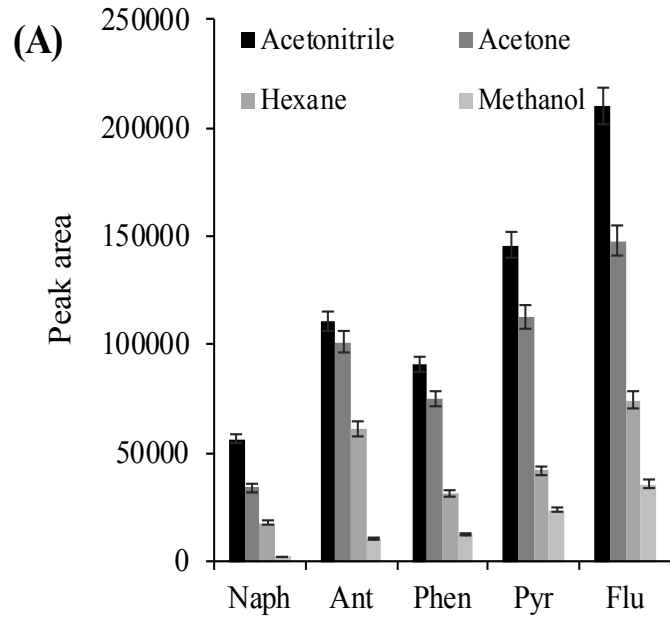 (A)
Acetonitrile Acetone
Hexane Methanol
Peak area
250000
200000
150000
100000
50000
0
Naph Ant Phen Pyr Flu